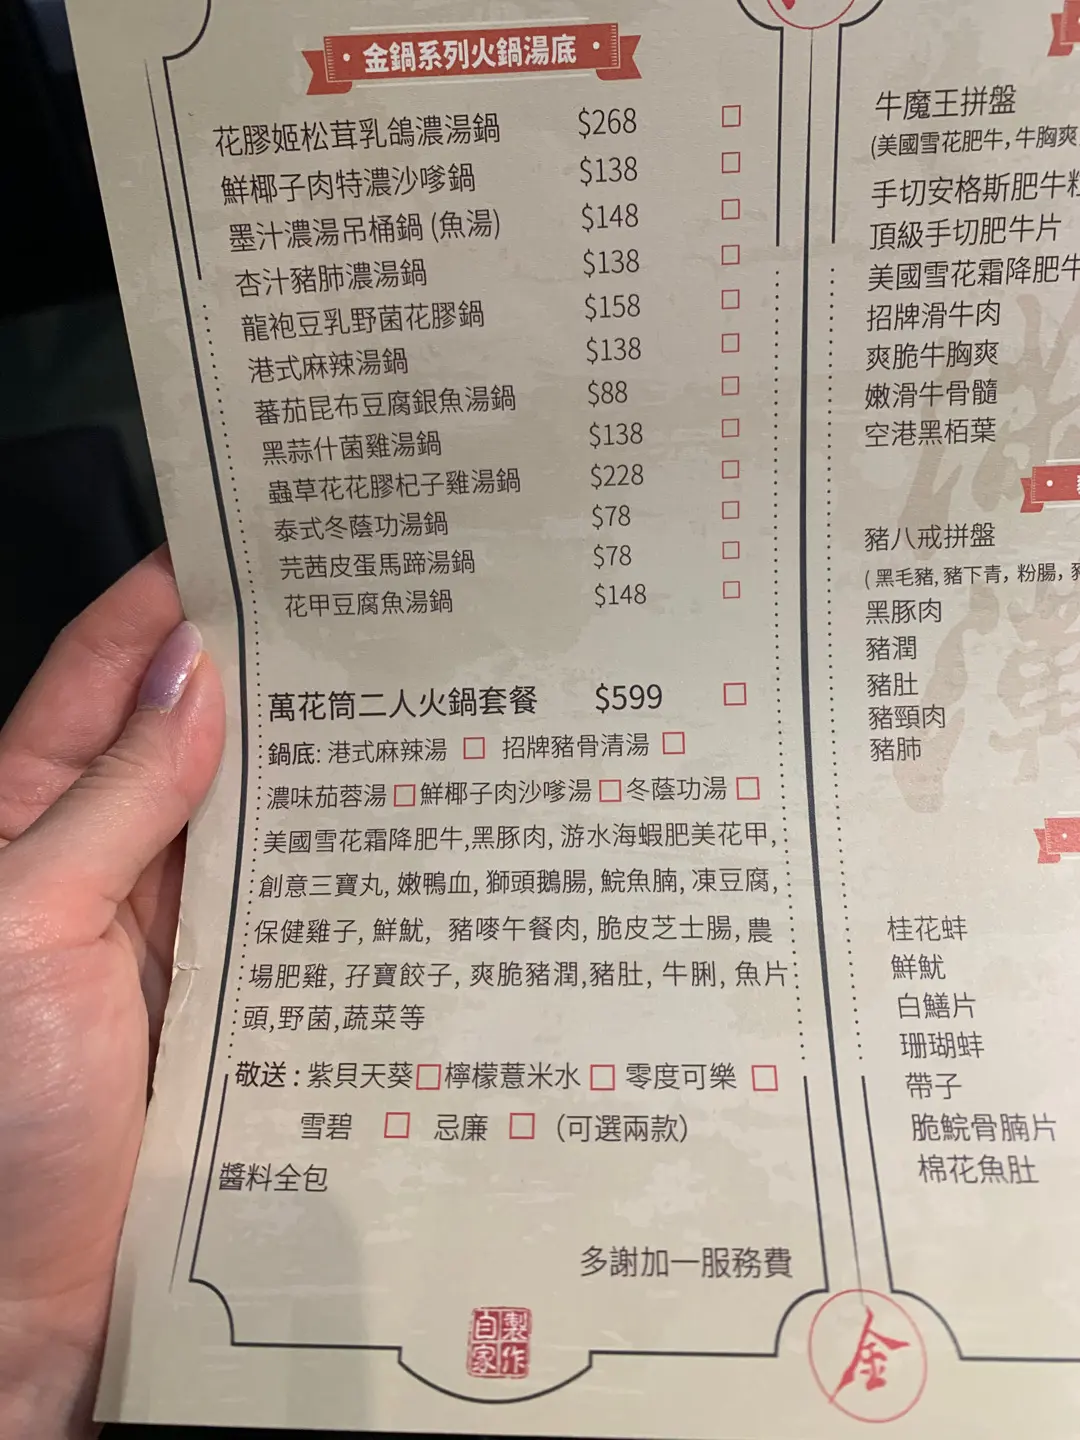 金鍋系列火鍋湯底
花膠姬松茸乳鴿濃湯鍋 $268 □
鮮椰子肉特濃沙嗲鍋 $138 □
墨汁濃湯吊桶鍋 (魚湯) $148 □
杏汁豬肺濃湯鍋 $138 □
龍袍豆乳野菌花膠鍋 $158 □
港式麻辣湯鍋 $138 □
蕃茄昆布豆腐銀魚湯鍋 $88 □
黑蒜什菌雞湯鍋 $138 □
蟲草花花膠杞子雞湯鍋 $228 □
泰式冬蔭功湯鍋 $78 □
芫茜皮蛋馬蹄湯鍋 $78 □
花甲豆腐魚湯鍋 $148 □
萬花筒二人火鍋套餐 $599 □
鍋底: 港式麻辣湯 □ 招牌豬骨清湯 □
濃味茄蓉湯 □ 鮮椰子肉沙嗲湯 □ 冬蔭功湯 □
美國雪花霜降肥牛,黑豚肉, 游水海蝦肥美花甲,
創意三寶丸, 嫩鴨血, 獅頭鵝腸, 鯇魚腩, 凍豆腐,
保健雞子, 鮮魷, 豬嘜午餐肉, 脆皮芝士腸, 農
場肥雞, 孖寶餃子, 爽脆豬潤,豬肚, 牛脷, 魚片
頭,野菌,蔬菜等
敬送 : 紫貝天葵 □ 檸檬薏米水 □ 零度可樂 □
雪碧 □ 忌廉 □ (可選兩款)
醬料全包
多謝加一服務費
自家製作
金
牛魔王拼盤
(美國雪花肥牛, 牛胸爽
手切安格斯肥牛粒
頂級手切肥牛片
美國雪花霜降肥牛
招牌滑牛肉
爽脆牛胸爽
嫩滑牛骨髓
空港黑栢葉
豬八戒拼盤
( 黑毛豬, 豬下青, 粉腸,
黑豚肉
豬潤
豬肚
豬頸肉
豬肺
桂花蚌
鮮魷
白鱔片
珊瑚蚌
帶子
脆鯇骨腩片
棉花魚肚